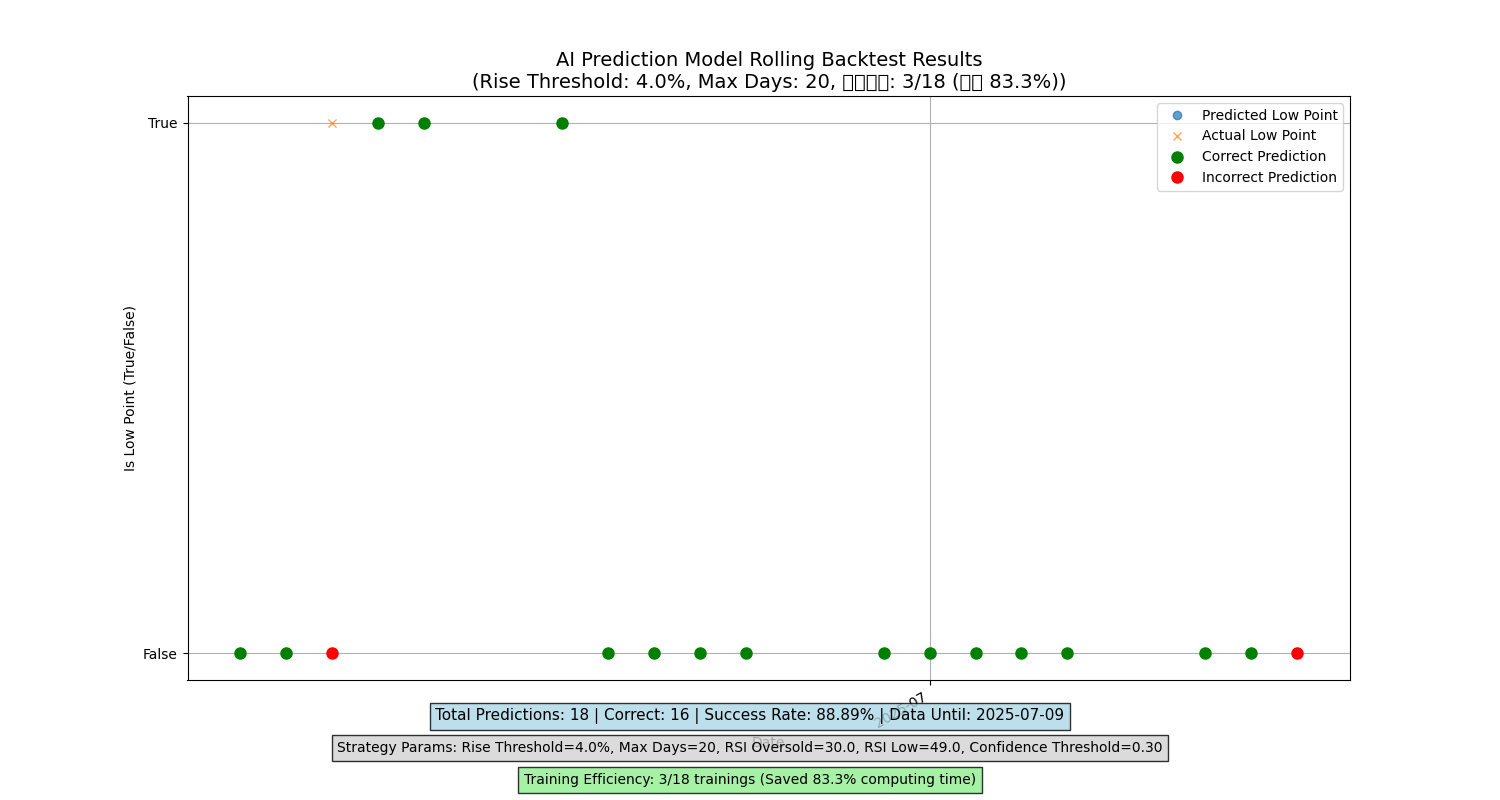 AI Prediction Model Rolling Backtest Results
(Rise Threshold: 4.0%, Max Days: 20, : 3/18 ( 83.3%))
True
Predicted Low Point
Actual Low Point
Correct Prediction
Incorrect Prediction
Is Low Point (True/False)
False
Total Predictions: 18 | Correct: 16 | Success Rate: 88.89% | Data Until: 2025-07-09
Date
Strategy Params: Rise Threshold=4.0%, Max Days=20, RSI Oversold=30.0, RSI Low=49.0, Confidence Threshold=0.30
Training Efficiency: 3/18 trainings (Saved 83.3% computing time)